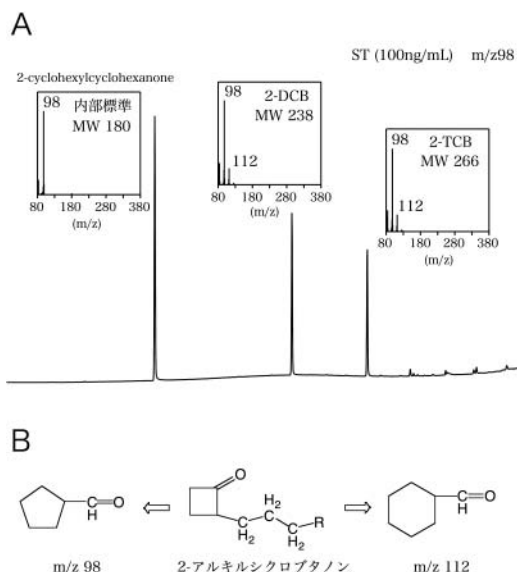 A
ST (100ng/mL) m/z98
2-cyclohexylcyclohexanone
98
内部標準
MW 180
80 180 280 380
(m/z)
98
2-DCB
MW 238
112
80 180 280 380
(m/z)
98
2-TCB
MW 266
112
80 180 280 380
(m/z)
B
C=O
H
m/z 98
O
H2
C
C
H2
C
H2
R
2-アルキルシクロブタノン
C=O
H
m/z 112